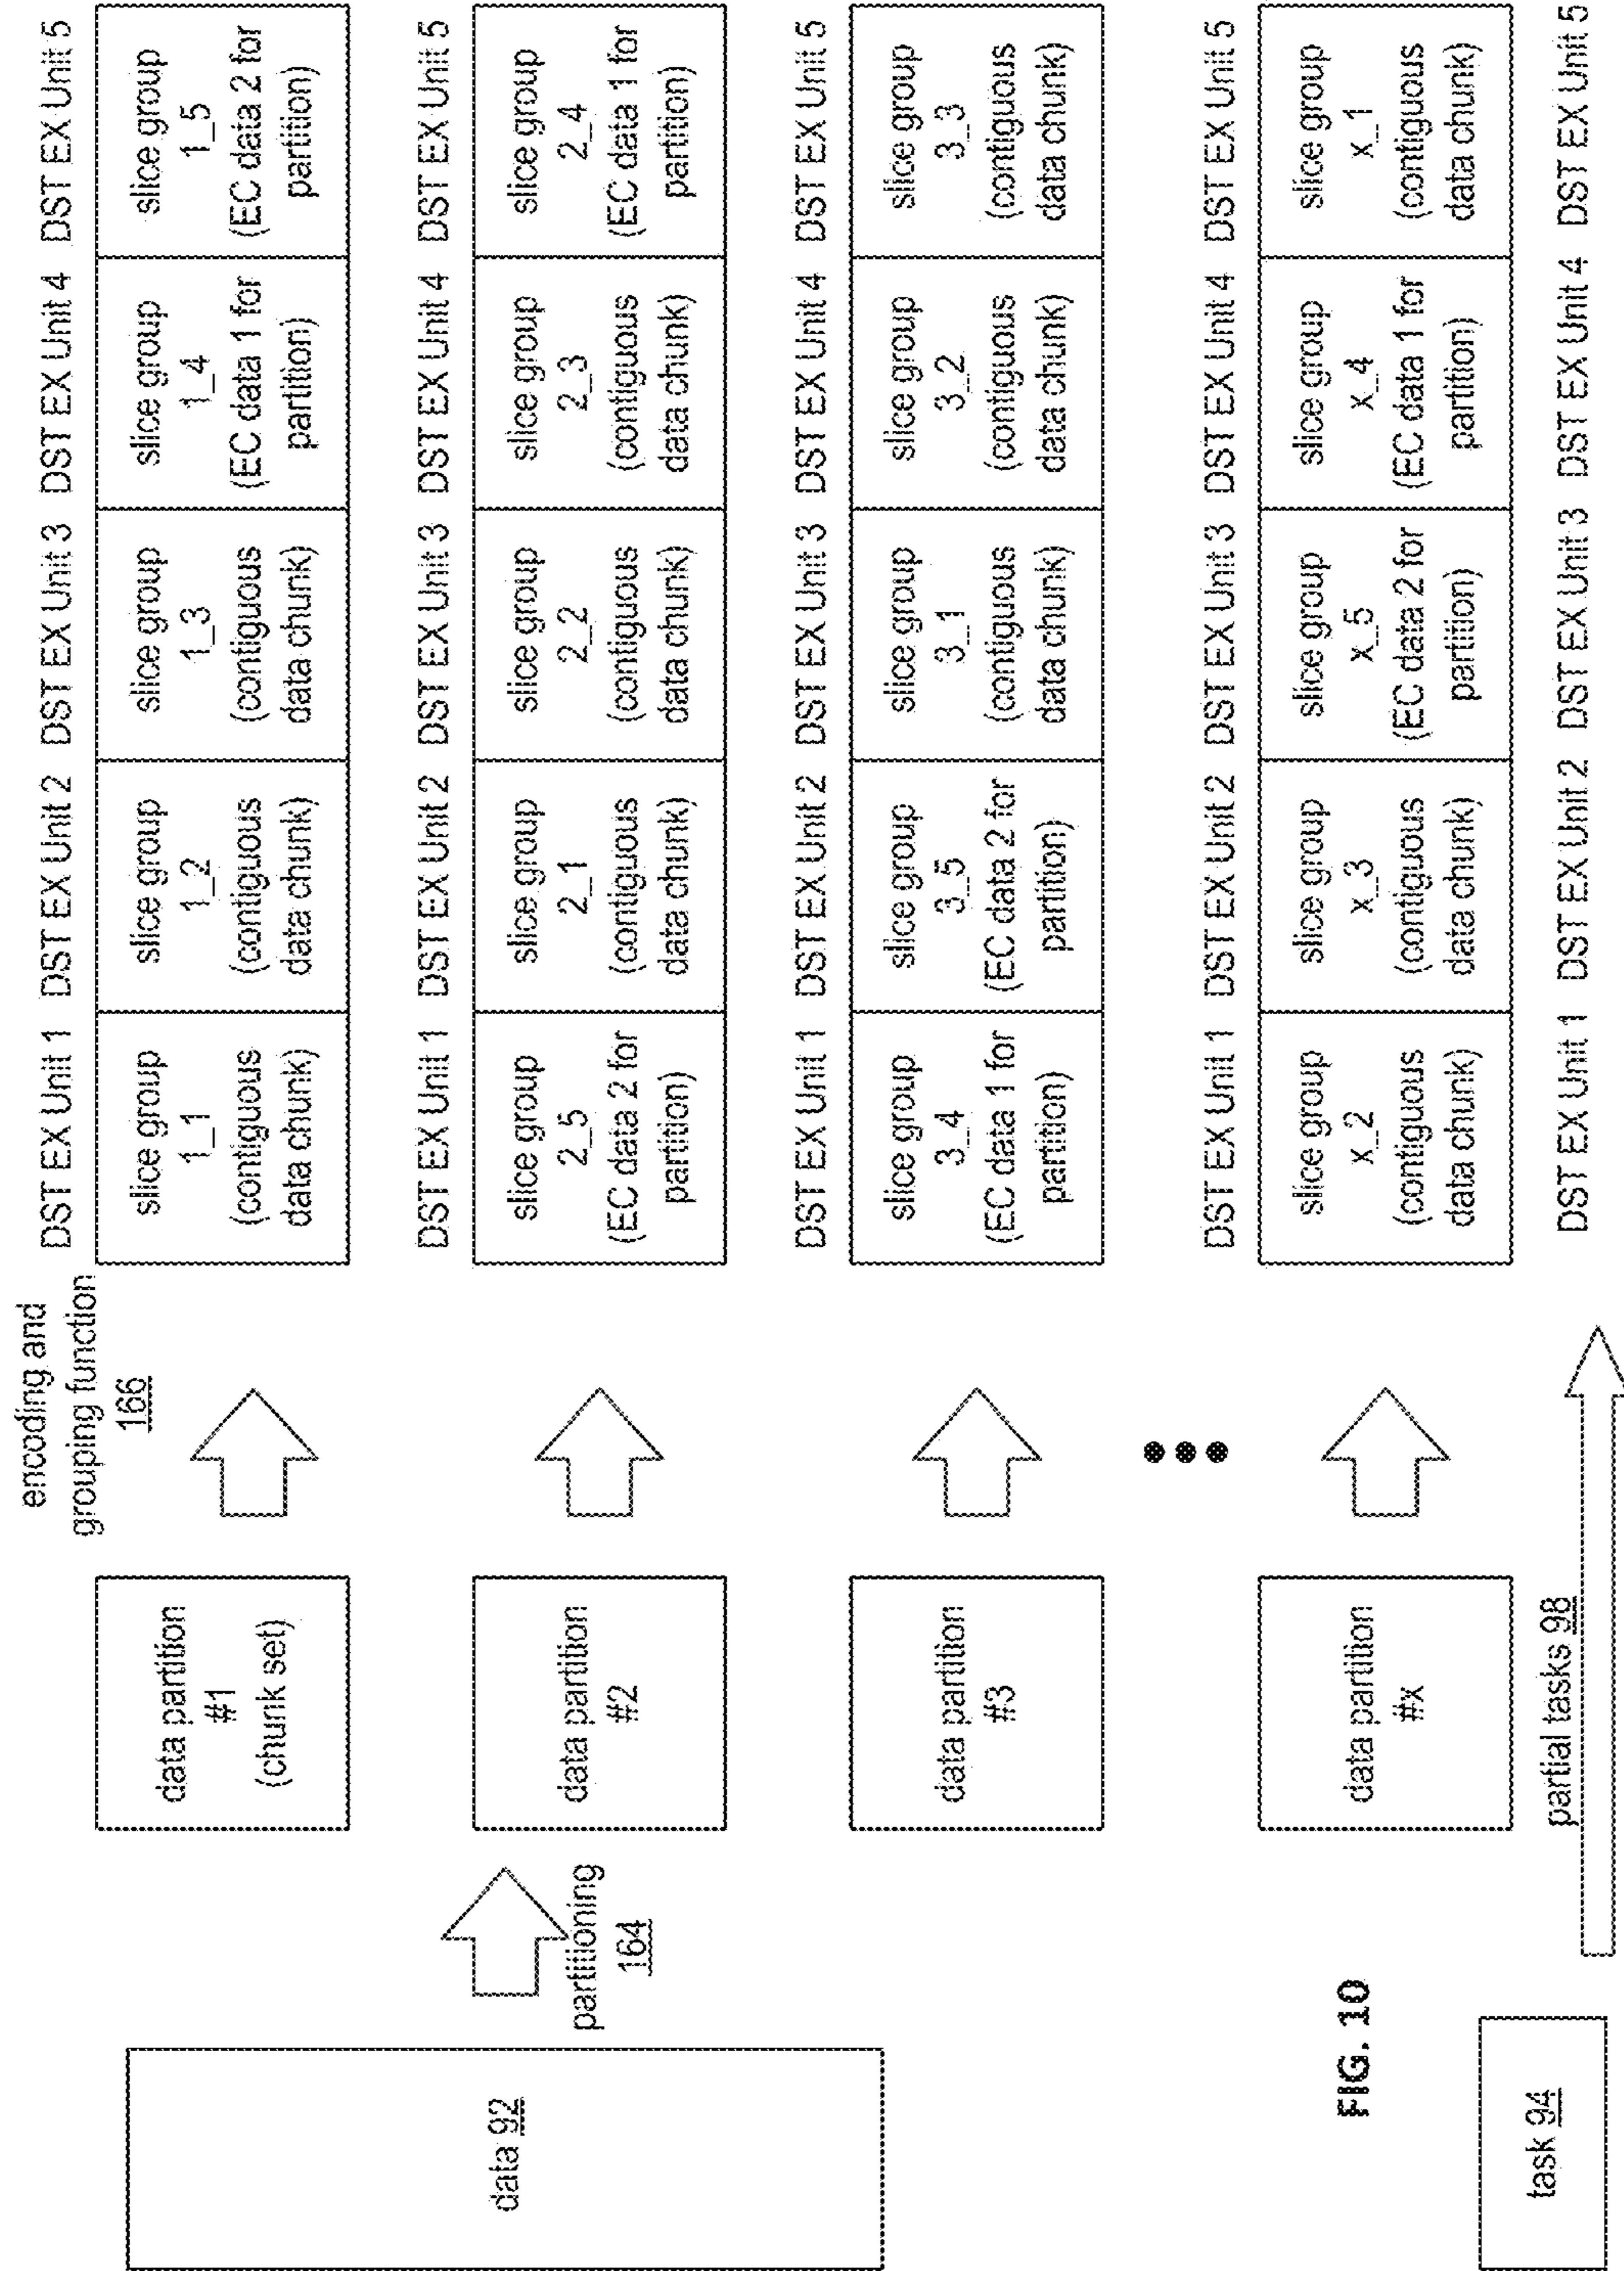 encoding and
grouping function
166
data 92
partitioning
164
data partition
#1
(chunk set)
DST EX Unit 1
DST EX Unit 2
DST EX Unit 3
DST EX Unit 4
DST EX Unit 5
slice group
1_1
(contiguous
data chunk)
slice group
1_2
(contiguous
data chunk)
slice group
1_3
(contiguous
data chunk)
slice group
1_4
(EC data 1 for
partition)
slice group
1_5
(EC data 2 for
partition)
data partition
#2
DST EX Unit 1
DST EX Unit 2
DST EX Unit 3
DST EX Unit 4
DST EX Unit 5
slice group
2_5
(EC data 2 for
partition)
slice group
2_1
(contiguous
data chunk)
slice group
2_2
(contiguous
data chunk)
slice group
2_3
(contiguous
data chunk)
slice group
2_4
(EC data 1 for
partition)
data partition
#3
DST EX Unit 1
DST EX Unit 2
DST EX Unit 3
DST EX Unit 4
DST EX Unit 5
slice group
3_4
(EC data 1 for
partition)
slice group
3_5
(EC data 2 for
partition)
slice group
3_1
(contiguous
data chunk)
slice group
3_2
(contiguous
data chunk)
slice group
3_3
(contiguous
data chunk)
data partition
#x
DST EX Unit 1
DST EX Unit 2
DST EX Unit 3
DST EX Unit 4
DST EX Unit 5
slice group
x_2
(contiguous
data chunk)
slice group
x_3
(contiguous
data chunk)
slice group
x_5
(EC data 2 for
partition)
slice group
x_4
(EC data 1 for
partition)
slice group
x_1
(contiguous
data chunk)
FIG. 10
task 94
partial tasks 98
DST EX Unit 1
DST EX Unit 2
DST EX Unit 3
DST EX Unit 4
DST EX Unit 5